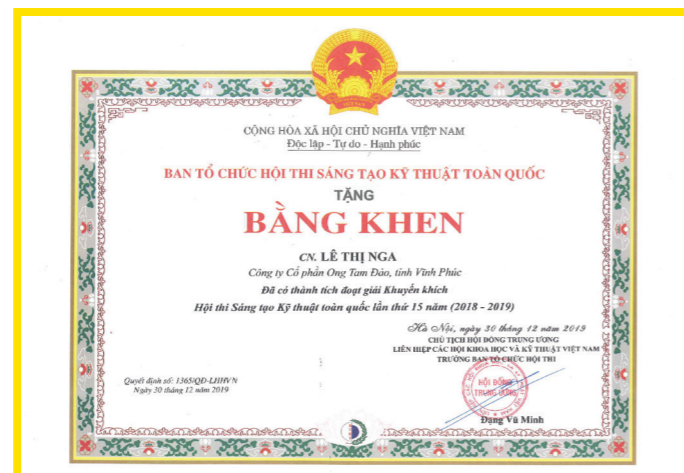 CỘNG HÒA XÃ HỘI CHỦ NGHĨA VIỆT NAM
Độc lập - Tự do - Hạnh phúc
BAN TỔ CHỨC HỘI THI SÁNG TẠO KỸ THUẬT TOÀN QUỐC
TẶNG
BẰNG KHEN
CN. LÊ THỊ NGA
Công ty Cổ phần Ong Tam Đảo, tỉnh Vĩnh Phúc
Đã có thành tích đoạt giải Khuyến khích
Hội thi Sáng tạo Kỹ thuật toàn quốc lần thứ 15 năm (2018 - 2019)
Hà Nội, ngày 30 tháng 12 năm 2019
CHỦ TỊCH HỘI ĐỒNG TRUNG ƯƠNG
LIÊN HIỆP CÁC HỘI KHOA HỌC VÀ KỸ THUẬT VIỆT NAM
TRƯỞNG BAN TỔ CHỨC HỘI THI
Quyết định số: 1365/QĐ-LHHVN
Ngày 30 tháng 12 năm 2019
HỘI ĐỒNG
TRUNG ƯƠNG
Đặng Vũ Minh